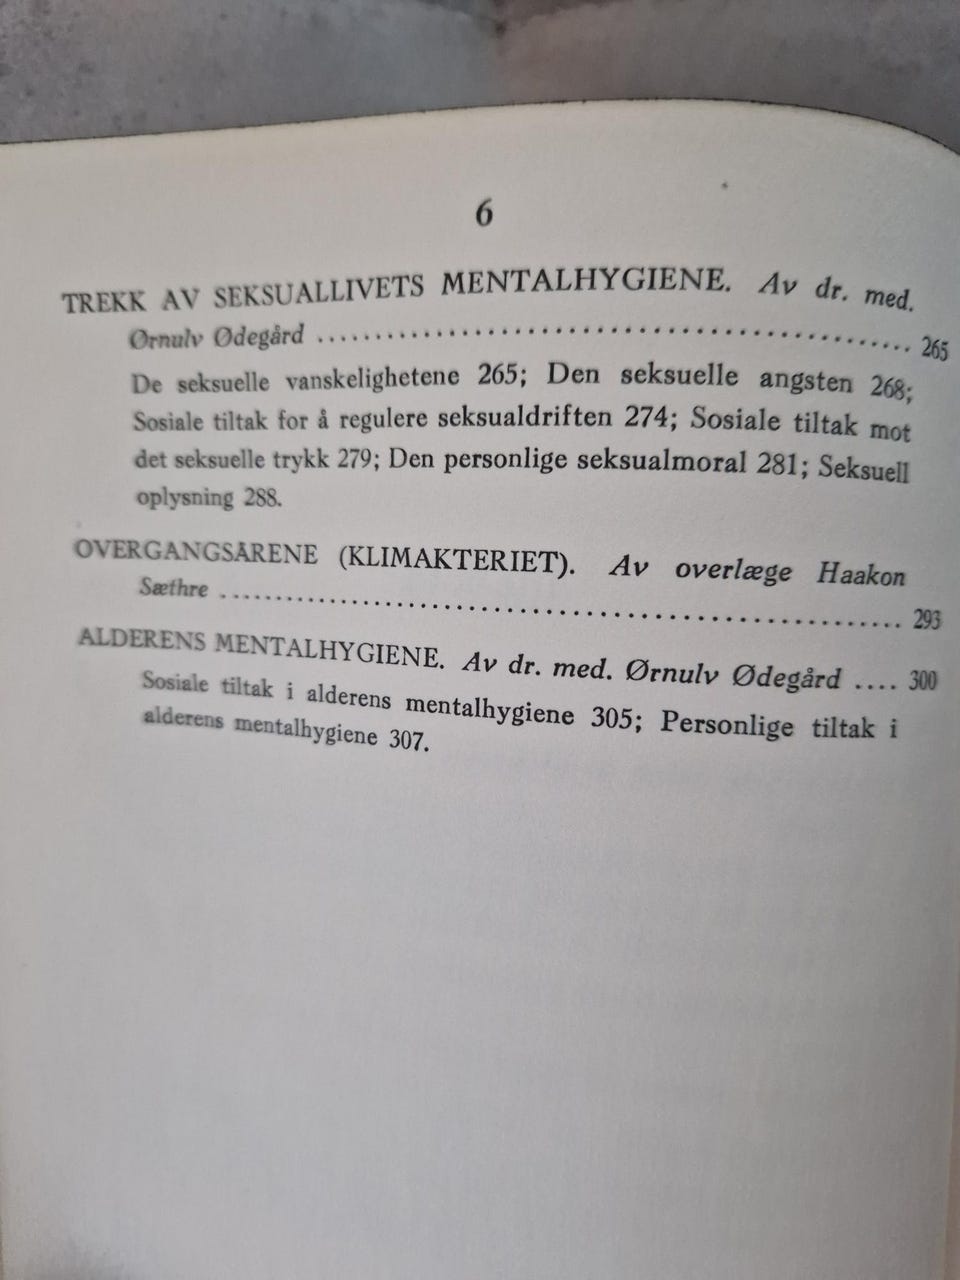 6
TREKK AV SEKSUALLIVETS MENTALHYGIENE. Av dr. med.
Ørnulv Ødegård ........................................................ 265
De seksuelle vanskelighetene 265; Den seksuelle angsten 268;
Sosiale tiltak for å regulere seksualdriften 274; Sosiale tiltak mot
det seksuelle trykk 279; Den personlige seksualmoral 281; Seksuell
oplysning 288.
OVERGANGSÅRENE (KLIMAKTERIET). Av overlæge Haakon
Sæthre ................................................................ 293
ALDERENS MENTALHYGIENE. Av dr. med. Ørnulv Ødegård .... 300
Sosiale tiltak i alderens mentalhygiene 305; Personlige tiltak i
alderens mentalhygiene 307.